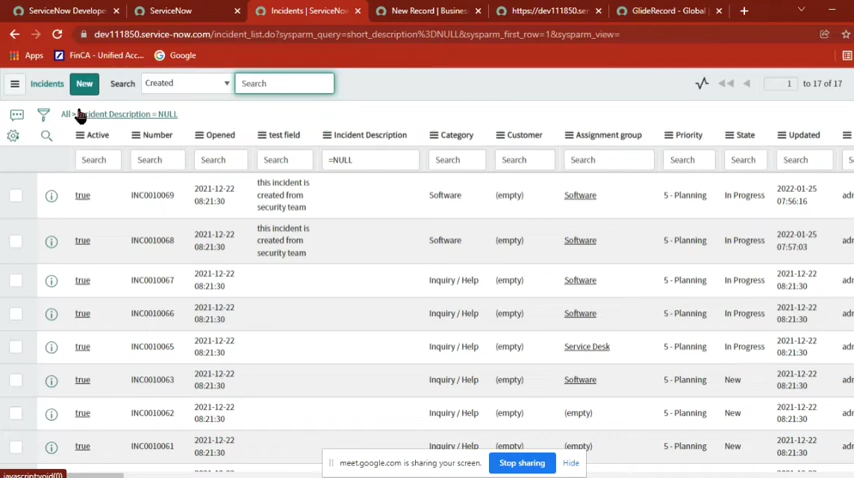 ServiceNow Develope
ServiceNow
Incidents | ServiceNo
New Record | Busines
https://dev111850.ser
GlideRecord - Global
dev111850.service-now.com/incident_list.do?sysparm_query=short_description%3DNULL&sysparm_first_row=1&sysparm_view=
Apps FinCA - Unified Acc... Google
Incidents New Search Created Search 1 to 17 of 17
All > Incident Description = NULL
Active Number Opened test field Incident Description Category Customer Assignment group Priority State Updated
Search Search Search Search =NULL Search Search Search Search Search Search
true INC0010069 2021-12-22 08:21:30 this incident is created from security team Software (empty) Software 5 - Planning In Progress 2022-01-25 07:56:16 adr
true INC0010068 2021-12-22 08:21:30 this incident is created from security team Software (empty) Software 5 - Planning In Progress 2022-01-25 07:57:03 adr
true INC0010067 2021-12-22 08:21:30 Inquiry / Help (empty) Software 5 - Planning In Progress 2021-12-22 08:21:30 adr
true INC0010066 2021-12-22 08:21:30 Inquiry / Help (empty) Software 5 - Planning In Progress 2021-12-22 08:21:30 adr
true INC0010065 2021-12-22 08:21:30 Inquiry / Help (empty) Service Desk 5 - Planning In Progress 2021-12-22 08:21:30 adr
true INC0010063 2021-12-22 08:21:30 Inquiry / Help (empty) Software 5 - Planning New 2021-12-22 08:21:30 adr
true INC0010062 2021-12-22 08:21:30 Inquiry / Help (empty) (empty) 5 - Planning New 2021-12-22 08:21:30 adr
true INC0010061 2021-12-22 08:21:30 Inquiry / Help (empty) (empty) 5 - Planning New 2021-12-22 08:21:30 adr
meet.google.com is sharing your screen. Stop sharing Hide
javascript:void(0)